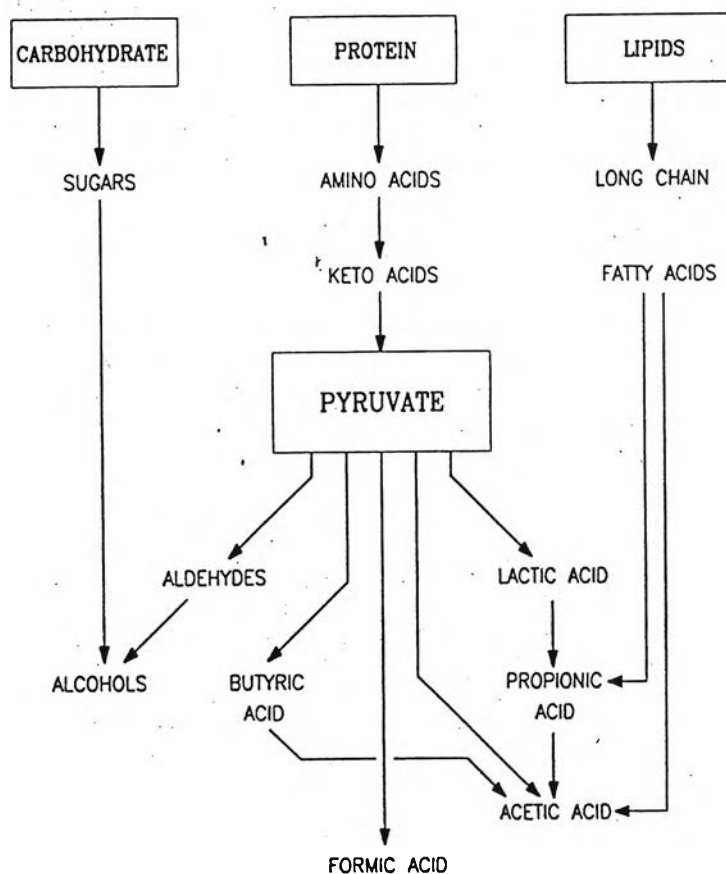 CARBOHYDRATE
PROTEIN
LIPIDS
SUGARS
AMINO ACIDS
LONG CHAIN
KETO ACIDS
FATTY ACIDS
PYRUVATE
ALDEHYDES
LACTIC ACID
ALCOHOLS
BUTYRIC
ACID
PROPIONIC
ACID
ACETIC ACID
FORMIC ACID